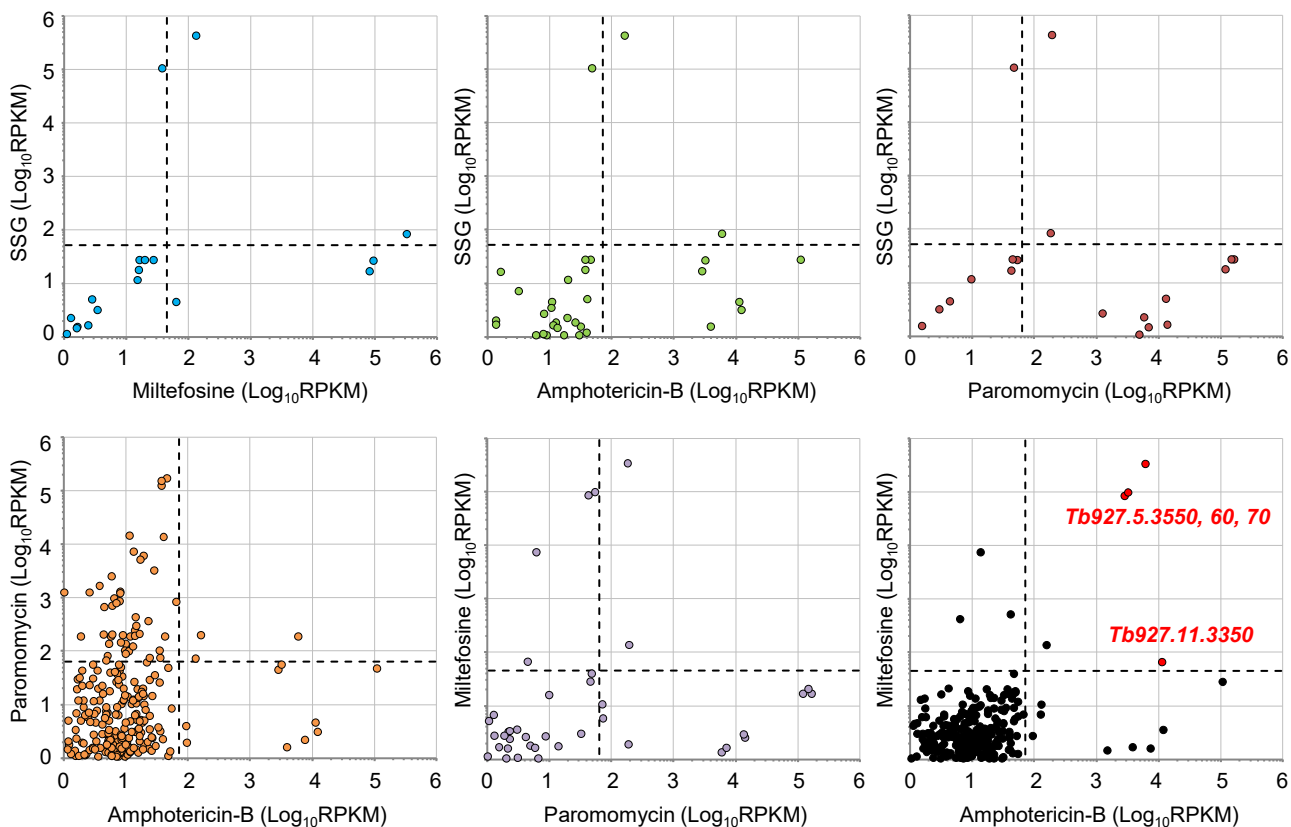 SSG (Log10RPKM)
6
5
4
3
2
1
0
0 1 2 3 4 5 6
Miltefosine (Log10RPKM)
SSG (Log10RPKM)
0 1 2 3 4 5 6
Amphotericin-B (Log10RPKM)
SSG (Log10RPKM)
0 1 2 3 4 5 6
Paromomycin (Log10RPKM)
Paromomycin (Log10RPKM)
6
5
4
3
2
1
0
0 1 2 3 4 5 6
Amphotericin-B (Log10RPKM)
Miltefosine (Log10RPKM)
0 1 2 3 4 5 6
Paromomycin (Log10RPKM)
Miltefosine (Log10RPKM)
Tb927.5.3550, 60, 70
Tb927.11.3350
0 1 2 3 4 5 6
Amphotericin-B (Log10RPKM)